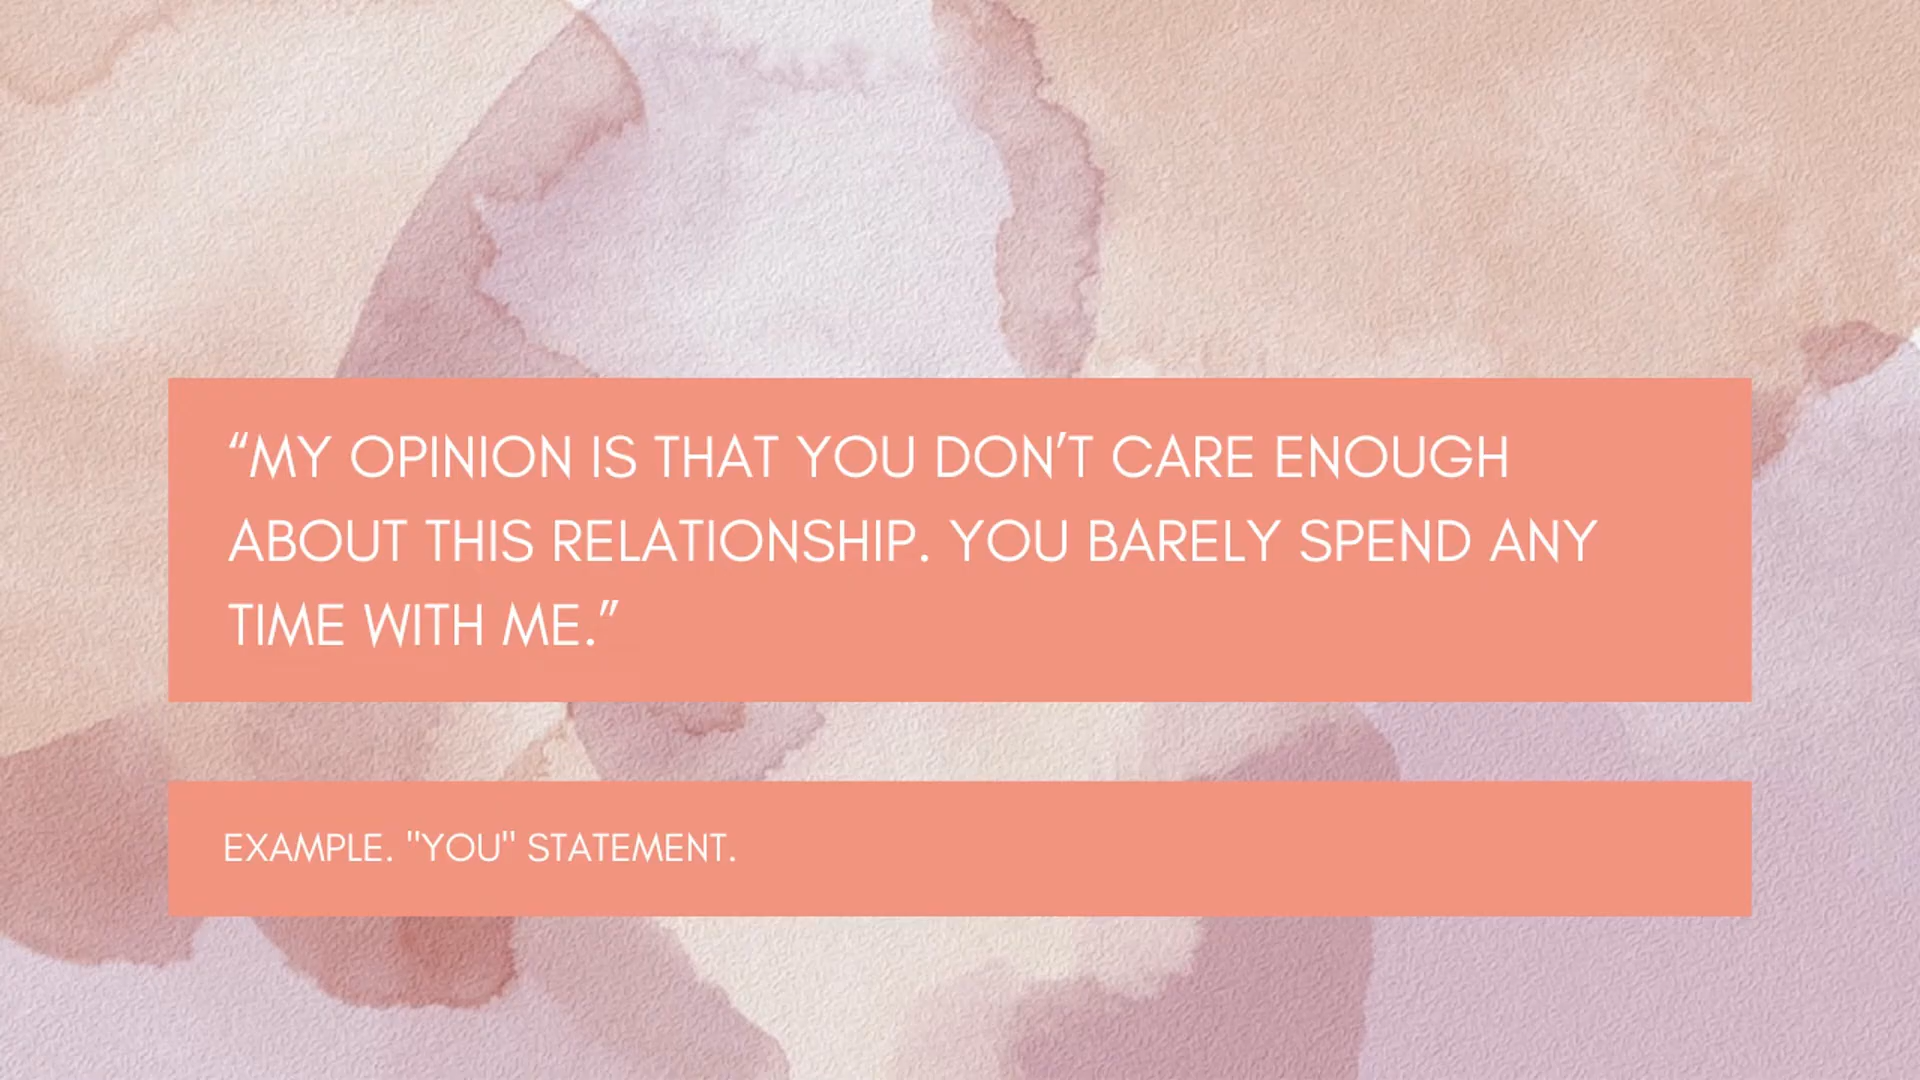 “MY OPINION IS THAT YOU DON’T CARE ENOUGH
ABOUT THIS RELATIONSHIP. YOU BARELY SPEND ANY
TIME WITH ME.”
EXAMPLE. "YOU" STATEMENT.